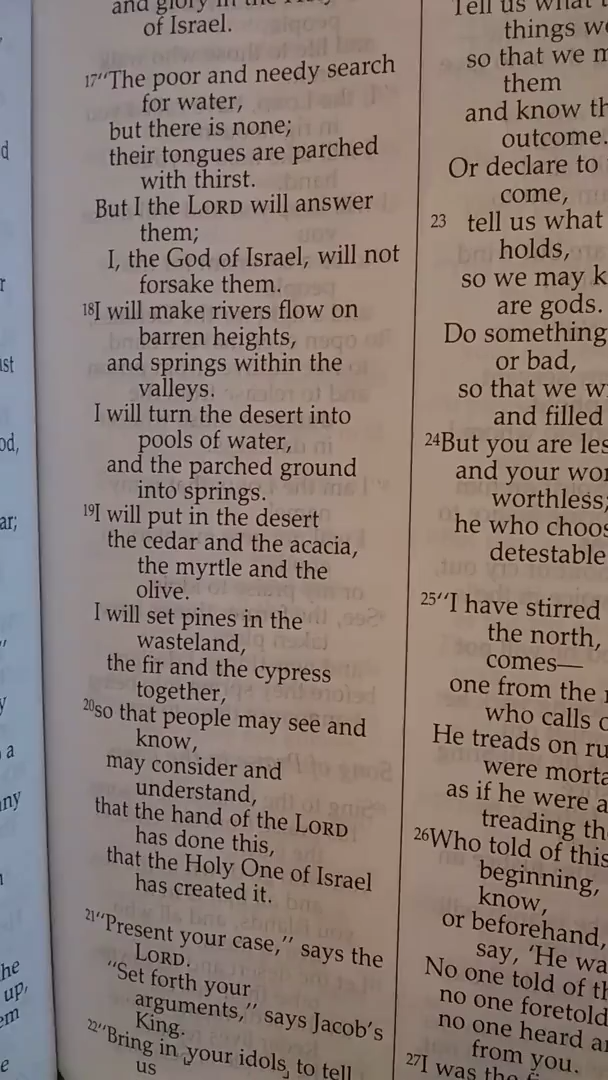 and glory in the
of Israel.
17"The poor and needy search
for water,
but there is none;
their tongues are parched
with thirst.
But I the LORD will answer
them;
I, the God of Israel, will not
forsake them.
18I will make rivers flow on
barren heights,
and springs within the
valleys.
I will turn the desert into
pools of water,
and the parched ground
into springs.
19I will put in the desert
the cedar and the acacia,
the myrtle and the
olive.
I will set pines in the
wasteland,
the fir and the cypress
together,
20so that people may see and
know,
may consider and
understand,
that the hand of the LORD
has done this,
that the Holy One of Israel
has created it.
21"Present your case," says the
LORD.
"Set forth your
arguments," says Jacob's
King.
22"Bring in your idols to tell
us
Tell us what
things
so that we
them
and know
outcome.
Or declare to
come,
23 tell us what
holds,
so we may
are gods.
Do something
or bad,
so that we
and filled
24But you are
and your
worthless;
he who
detestable
25"I have stirred
the north,
comes—
one from the
who calls
He treads on
were
as if he were a
treading
26Who told of this
beginning,
know,
or beforehand,
say, 'He
No one told of
no one foretold
no one heard
from you.
27I was the